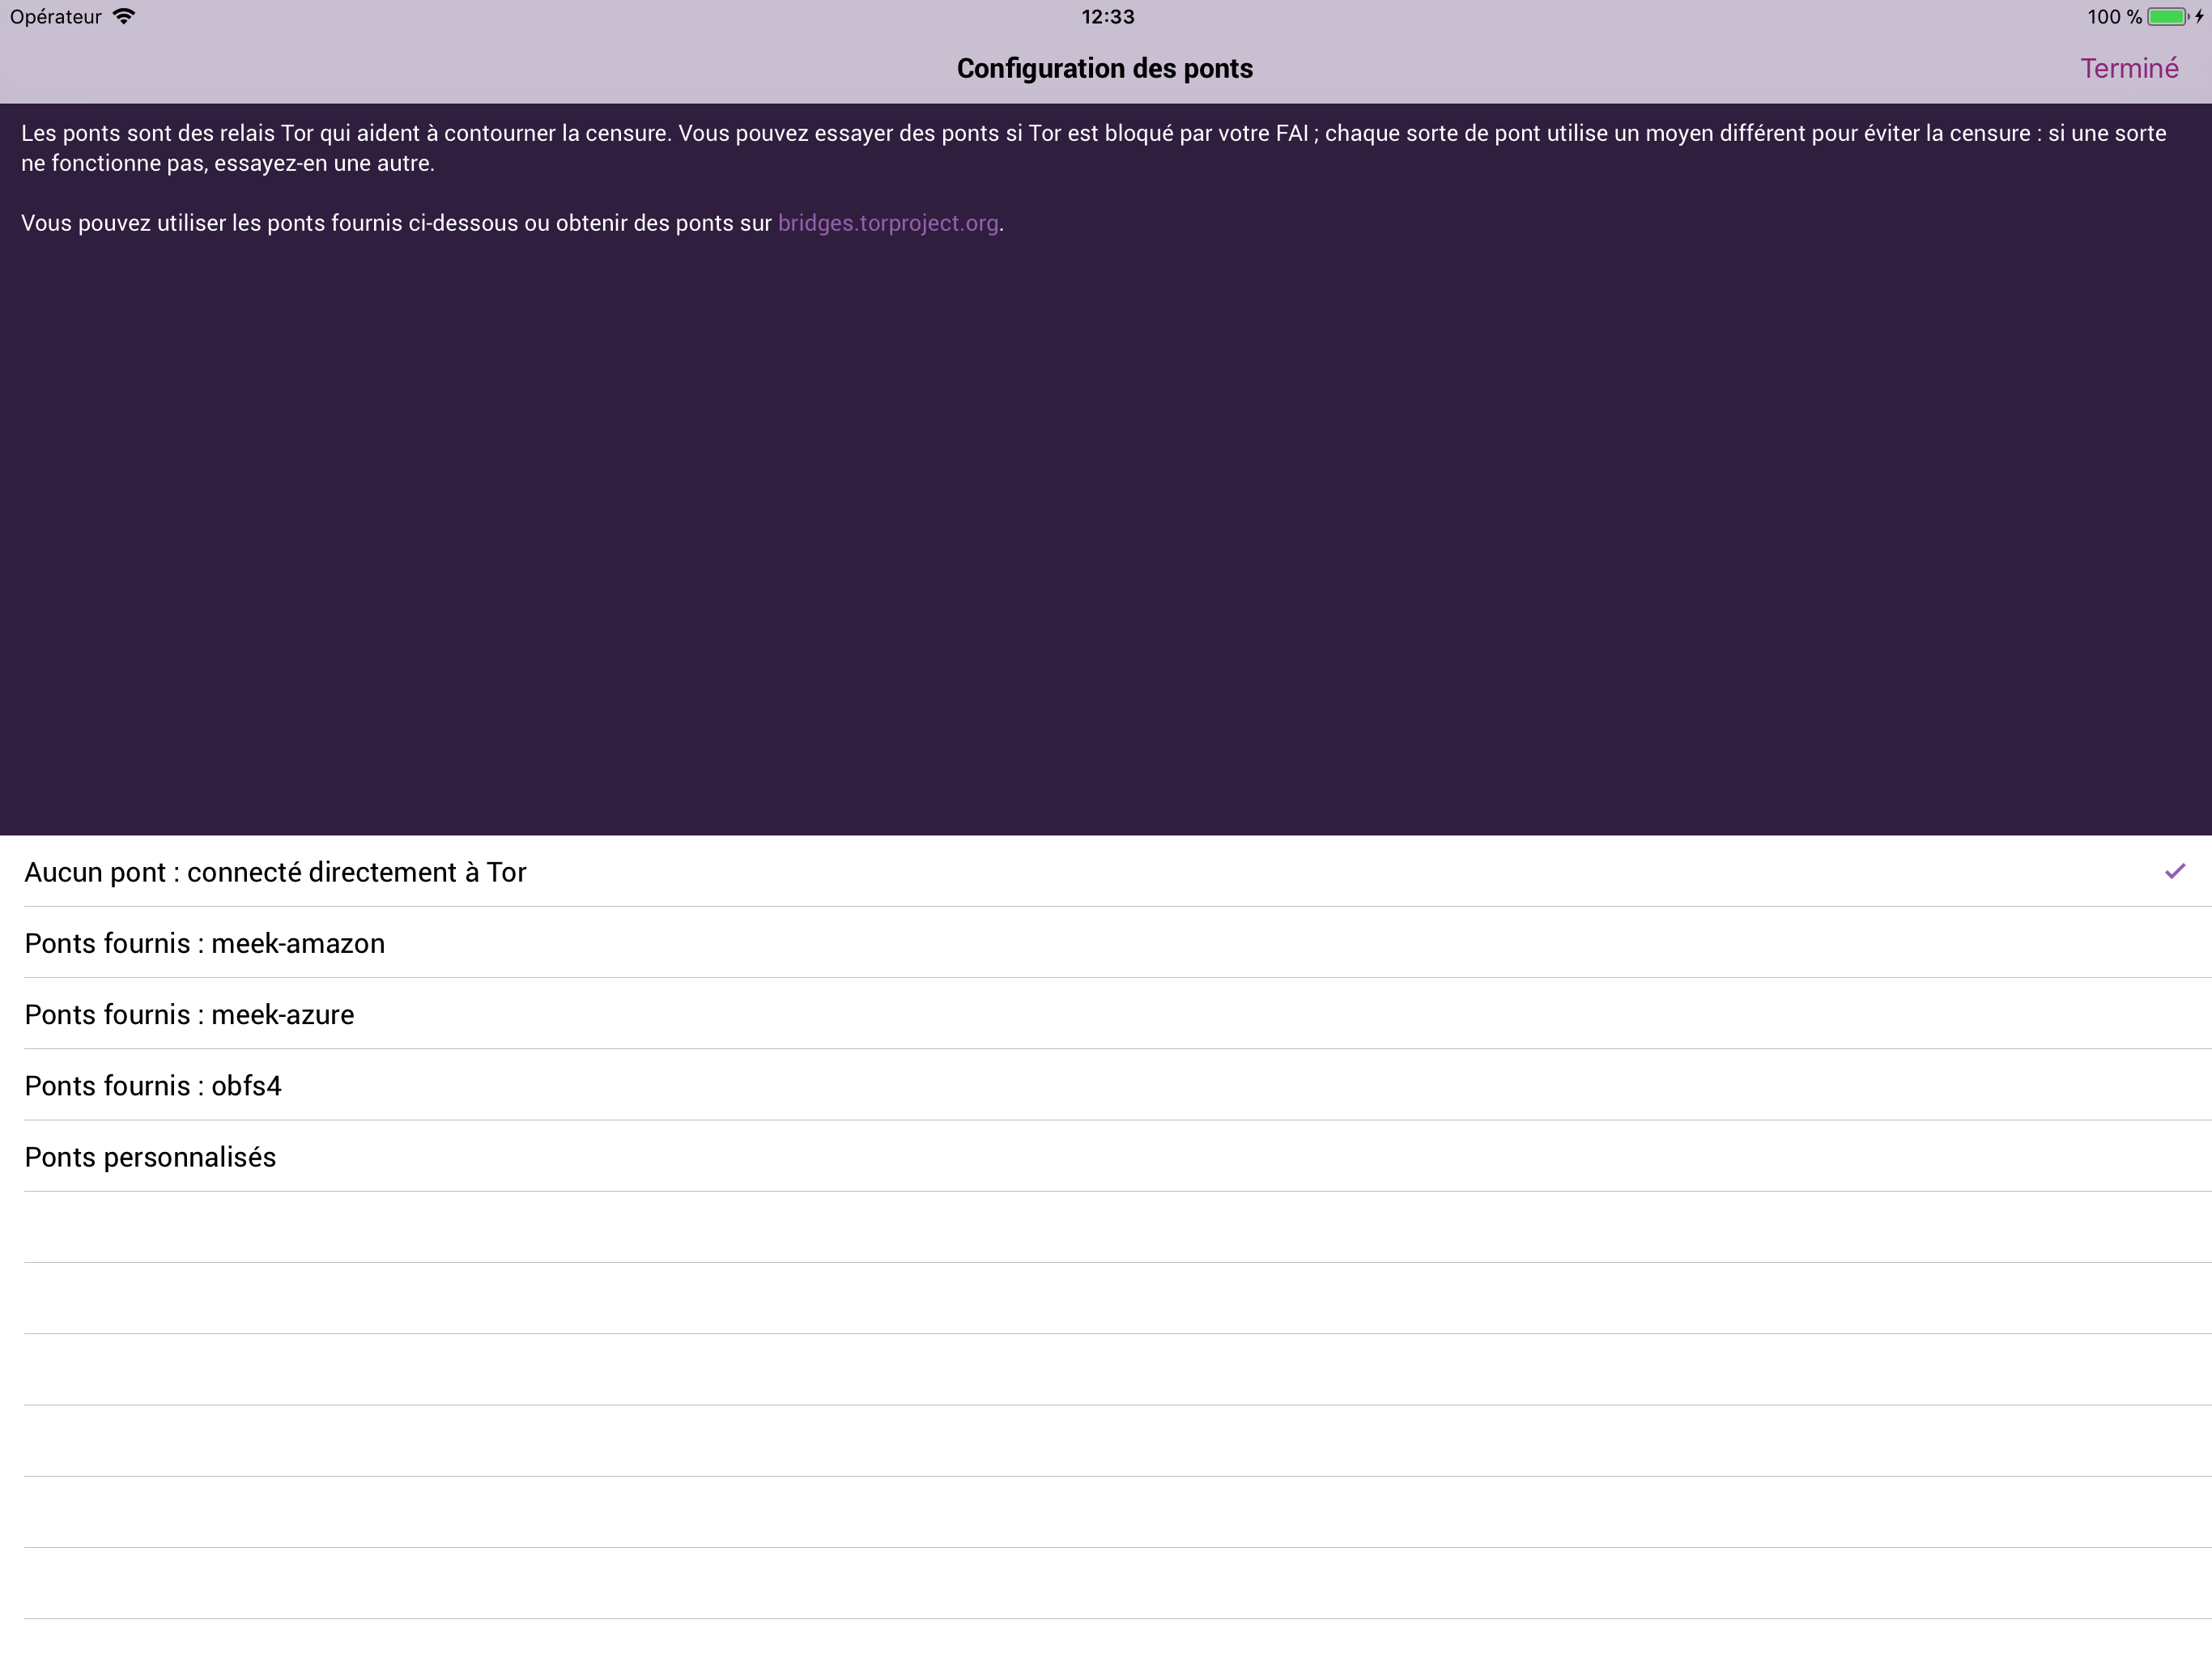 Opérateur 12:33 100 %
Configuration des ponts Terminé
Les ponts sont des relais Tor qui aident à contourner la censure. Vous pouvez essayer des ponts si Tor est bloqué par votre FAI ; chaque sorte de pont utilise un moyen différent pour éviter la censure : si une sorte
ne fonctionne pas, essayez-en une autre.
Vous pouvez utiliser les ponts fournis ci-dessous ou obtenir des ponts sur bridges.torproject.org.
Aucun pont : connecté directement à Tor
Ponts fournis : meek-amazon
Ponts fournis : meek-azure
Ponts fournis : obfs4
Ponts personnalisés